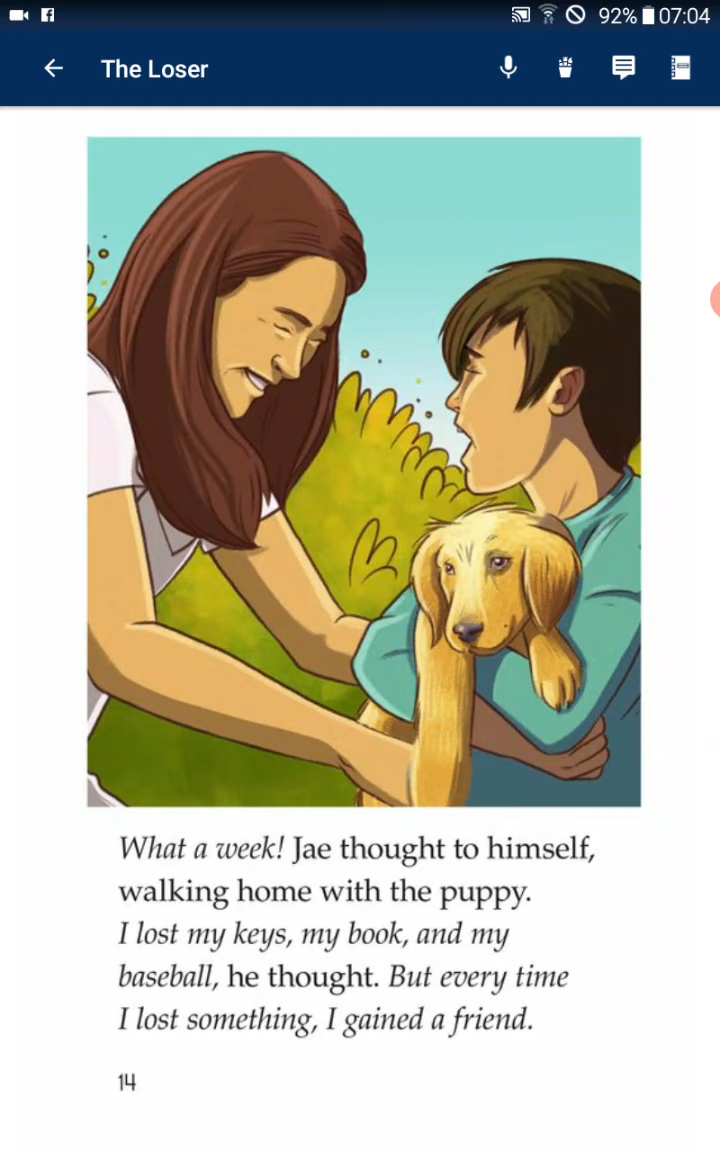 92% 07:04
The Loser
What a week! Jae thought to himself,
walking home with the puppy.
I lost my keys, my book, and my
baseball, he thought. But every time
I lost something, I gained a friend.
14